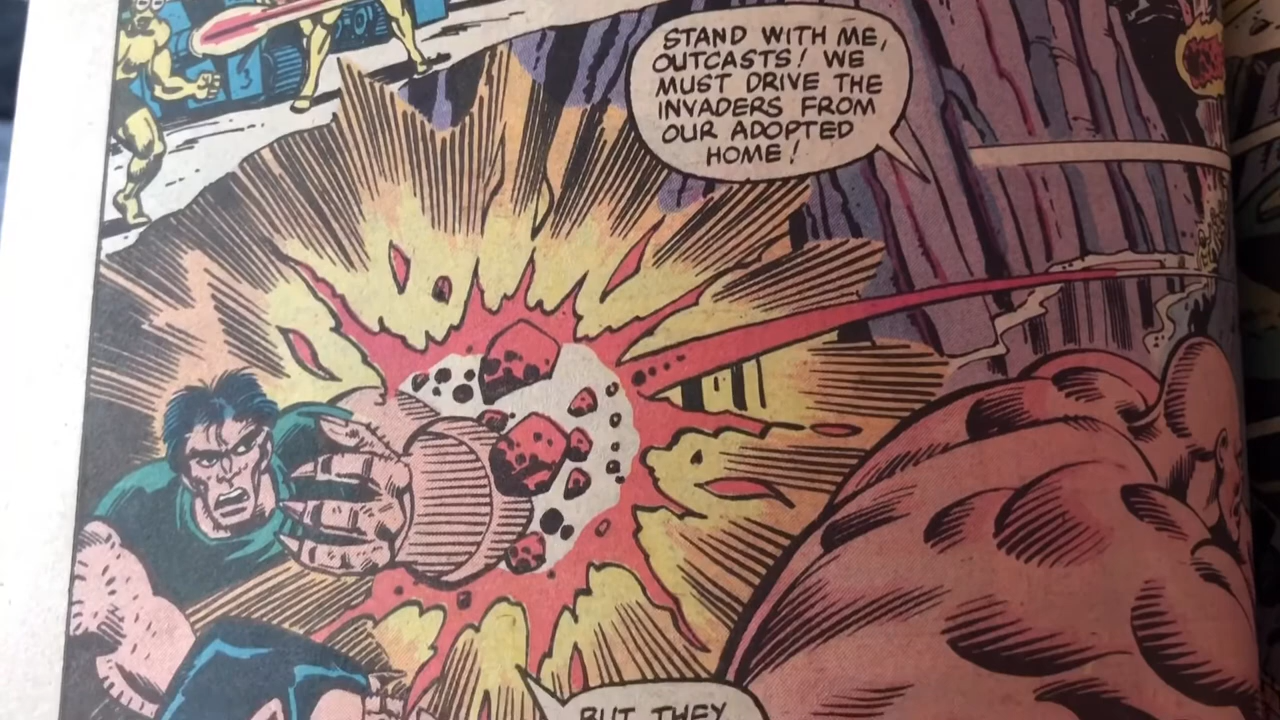 STAND WITH ME,
OUTCASTS! WE
MUST DRIVE THE
INVADERS FROM
OUR ADOPTED
HOME!
BUT THEY